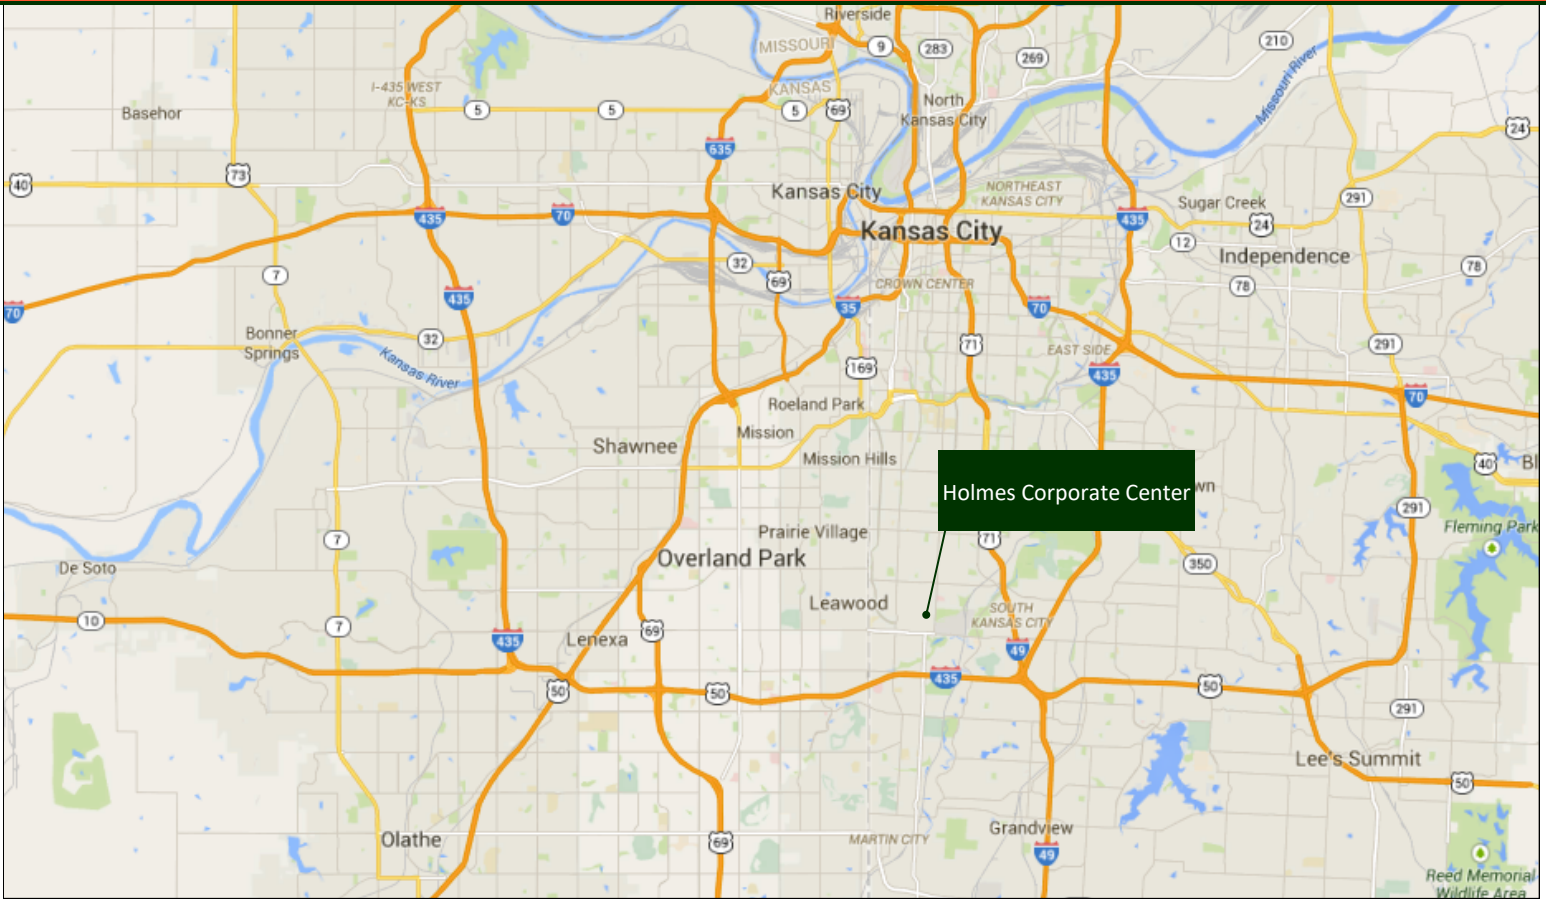 Riverside
MISSOURI
9
283
269
210
Missouri River
I-435 WEST
KC-KS
KANSAS
Basehor
5
5
5
69
North
Kansas City
24
635
40
73
Kansas City
NORTHEAST
KANSAS CITY
291
Sugar Creek
435
70
435
24
Kansas City
12
Independence
7
32
69
CROWN CENTER
78
78
435
70
35
70
Bonner
Springs
32
Kansas River
71
EAST SIDE
291
169
435
70
Roeland Park
Mission
Shawnee
Mission Hills
40
Bl
Holmes Corporate Center
wn
291
Fleming Park
7
Prairie Village
71
Overland Park
350
De Soto
Leawood
SOUTH
KANSAS CITY
10
7
69
Lenexa
435
49
435
50
50
50
291
Lee's Summit
50
Olathe
69
MARTIN CITY
Grandview
49
Reed Memorial
Wildlife Area